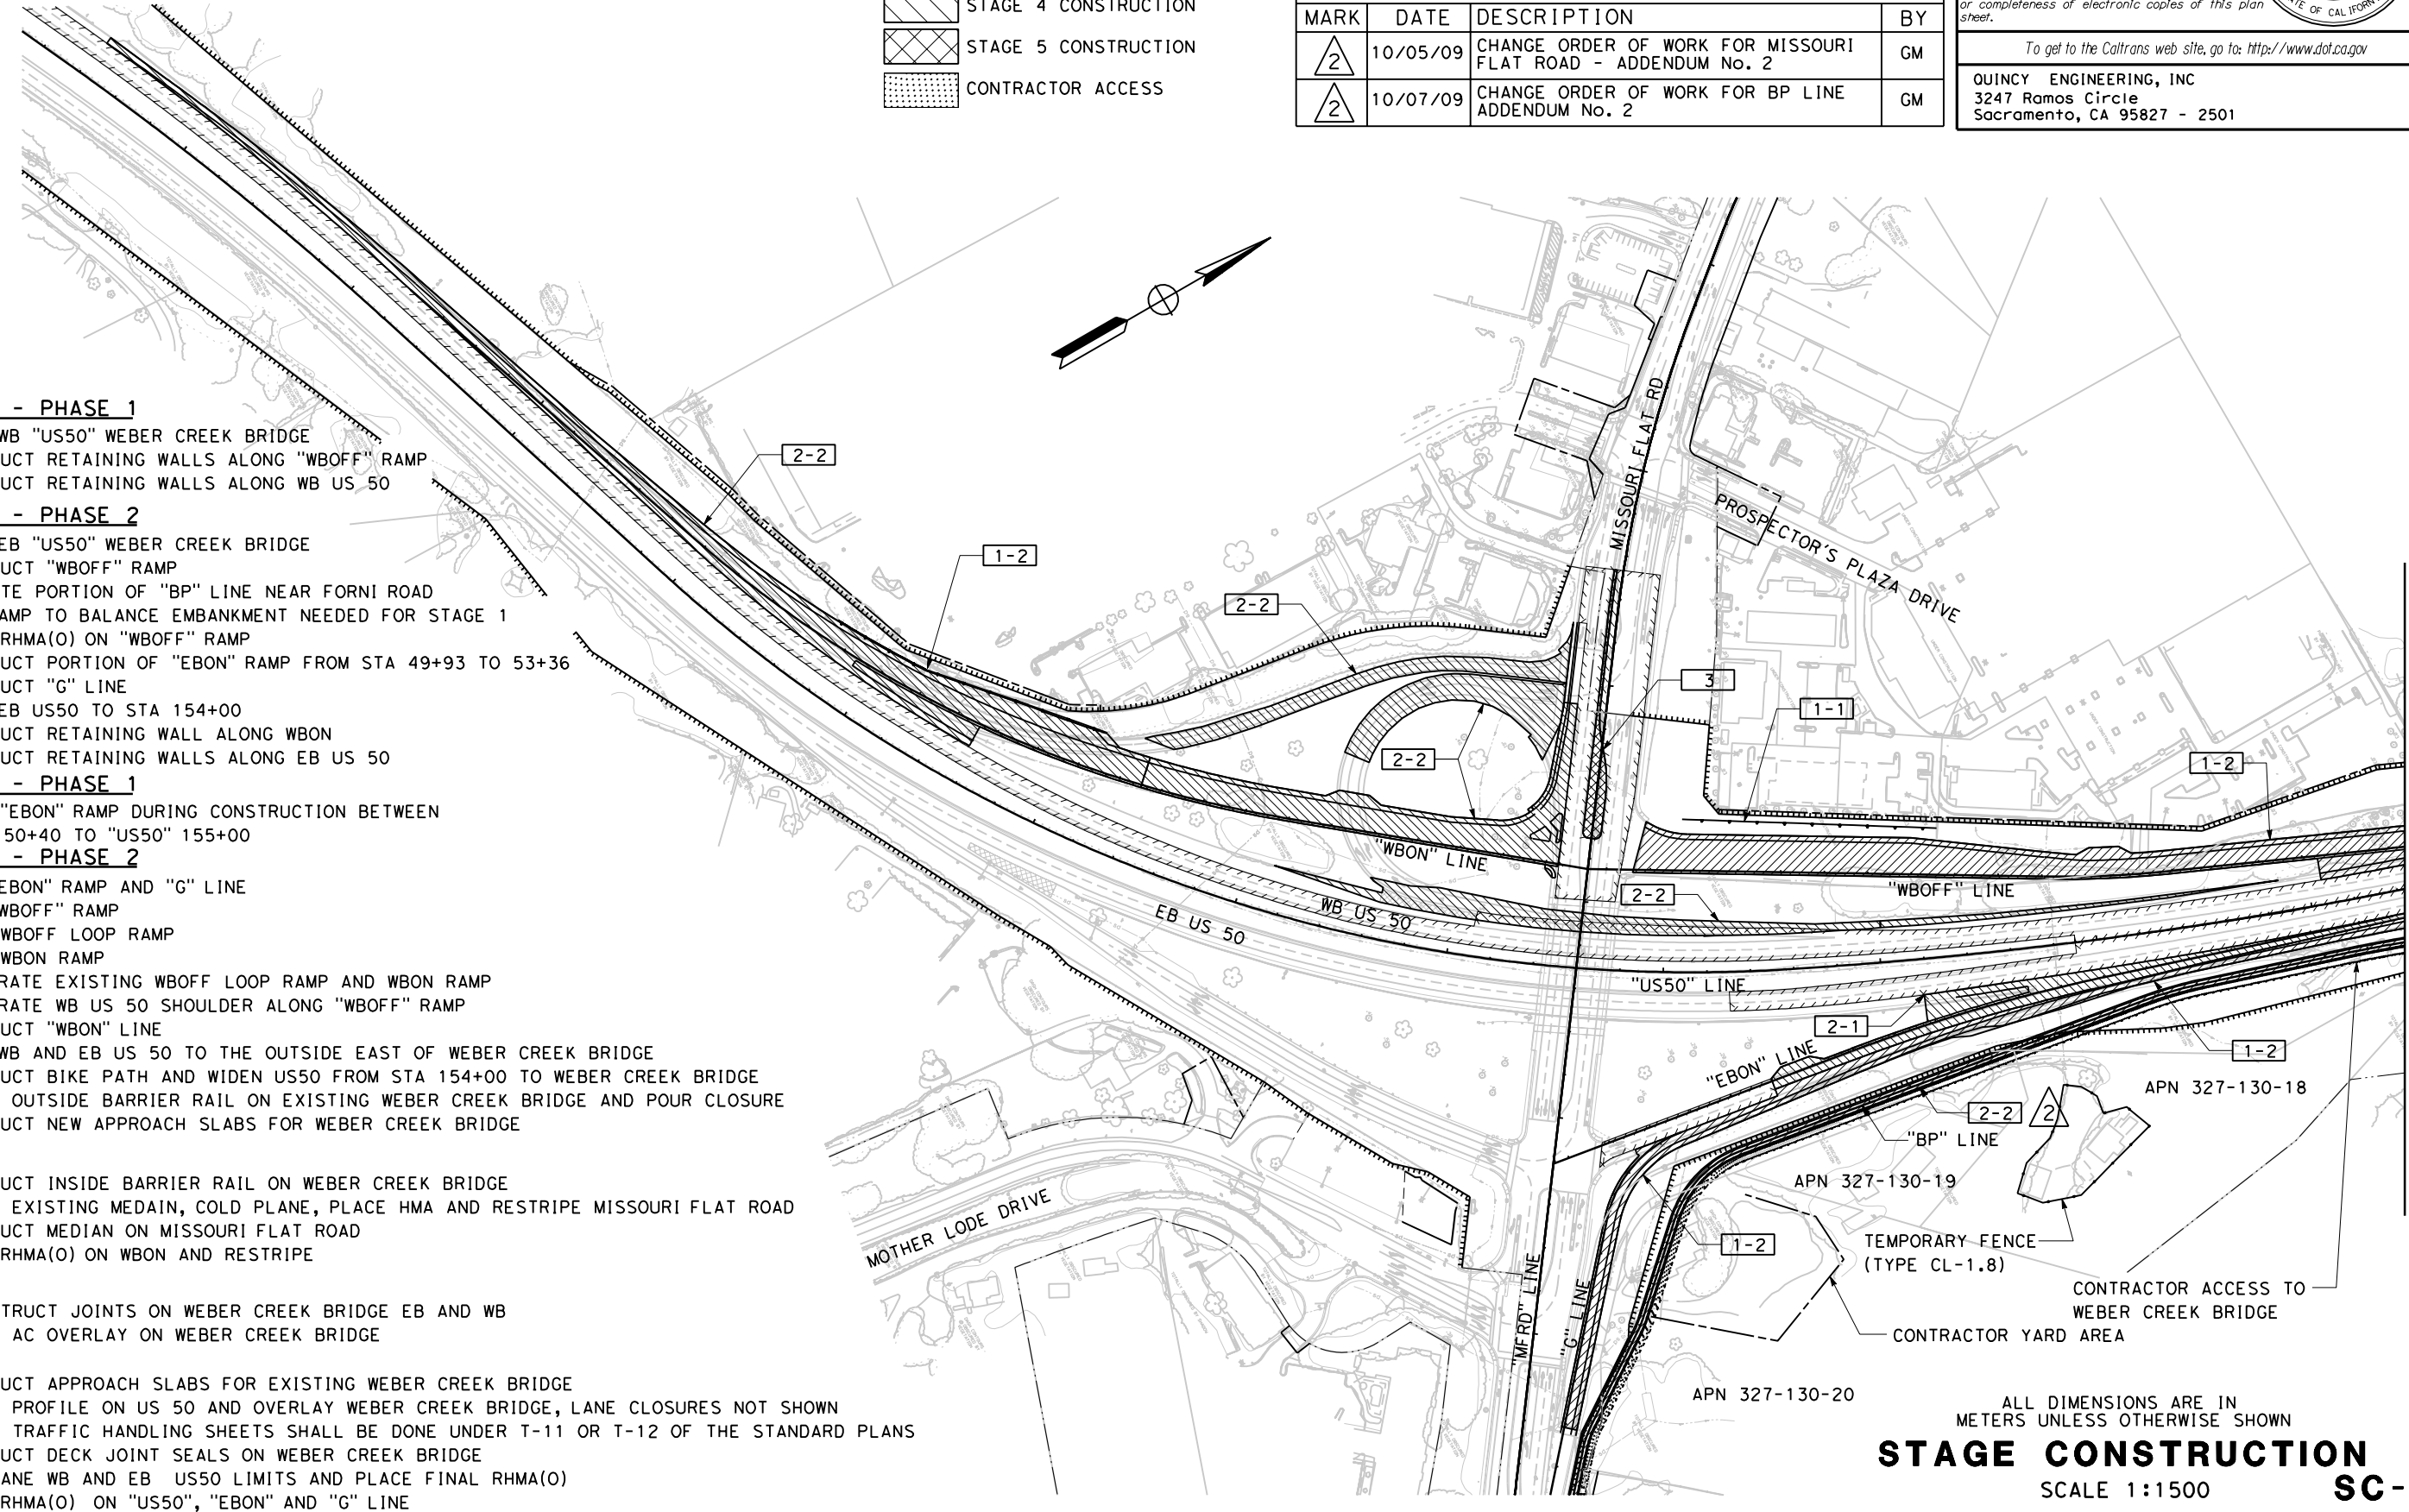 STAGE 4 CONSTRUCTION
STAGE 5 CONSTRUCTION
CONTRACTOR ACCESS
MARK DATE DESCRIPTION BY
2 10/05/09 CHANGE ORDER OF WORK FOR MISSOURI FLAT ROAD - ADDENDUM No. 2 GM
2 10/07/09 CHANGE ORDER OF WORK FOR BP LINE ADDENDUM No. 2 GM
or completeness of electronic copies of this plan
sheet.
OF CALIFORN
To get to the Caltrans web site, go to: http://www.dot.ca.gov
QUINCY ENGINEERING, INC
3247 Ramos Circle
Sacramento, CA 95827 - 2501
- PHASE 1
WB "US50" WEBER CREEK BRIDGE
UCT RETAINING WALLS ALONG "WBOFF" RAMP
UCT RETAINING WALLS ALONG WB US 50
- PHASE 2
EB "US50" WEBER CREEK BRIDGE
UCT "WBOFF" RAMP
TE PORTION OF "BP" LINE NEAR FORNI ROAD
AMP TO BALANCE EMBANKMENT NEEDED FOR STAGE 1
RHMA(O) ON "WBOFF" RAMP
UCT PORTION OF "EBON" RAMP FROM STA 49+93 TO 53+36
UCT "G" LINE
EB US50 TO STA 154+00
UCT RETAINING WALL ALONG WBON
UCT RETAINING WALLS ALONG EB US 50
- PHASE 1
"EBON" RAMP DURING CONSTRUCTION BETWEEN
50+40 TO "US50" 155+00
- PHASE 2
EBON" RAMP AND "G" LINE
WBOFF" RAMP
WBOFF LOOP RAMP
WBON RAMP
RATE EXISTING WBOFF LOOP RAMP AND WBON RAMP
RATE WB US 50 SHOULDER ALONG "WBOFF" RAMP
UCT "WBON" LINE
WB AND EB US 50 TO THE OUTSIDE EAST OF WEBER CREEK BRIDGE
UCT BIKE PATH AND WIDEN US50 FROM STA 154+00 TO WEBER CREEK BRIDGE
OUTSIDE BARRIER RAIL ON EXISTING WEBER CREEK BRIDGE AND POUR CLOSURE
UCT NEW APPROACH SLABS FOR WEBER CREEK BRIDGE
UCT INSIDE BARRIER RAIL ON WEBER CREEK BRIDGE
EXISTING MEDAIN, COLD PLANE, PLACE HMA AND RESTRIPE MISSOURI FLAT ROAD
UCT MEDIAN ON MISSOURI FLAT ROAD
RHMA(O) ON WBON AND RESTRIPE
TRUCT JOINTS ON WEBER CREEK BRIDGE EB AND WB
AC OVERLAY ON WEBER CREEK BRIDGE
UCT APPROACH SLABS FOR EXISTING WEBER CREEK BRIDGE
PROFILE ON US 50 AND OVERLAY WEBER CREEK BRIDGE, LANE CLOSURES NOT SHOWN
TRAFFIC HANDLING SHEETS SHALL BE DONE UNDER T-11 OR T-12 OF THE STANDARD PLANS
UCT DECK JOINT SEALS ON WEBER CREEK BRIDGE
ANE WB AND EB US50 LIMITS AND PLACE FINAL RHMA(O)
RHMA(O) ON "US50", "EBON" AND "G" LINE
2-2
1-2
2-2
2-2
3
1-1
1-2
MISSOURI FLAT RD
PROSPECTOR'S PLAZA DRIVE
"WBON" LINE
"WBOFF" LINE
2-2
WB US 50
EB US 50
"US50" LINE
2-1
"EBON" LINE
1-2
APN 327-130-18
2-2
2
"BP" LINE
APN 327-130-19
MOTHER LODE DRIVE
1-2
TEMPORARY FENCE
(TYPE CL-1.8)
CONTRACTOR ACCESS TO
WEBER CREEK BRIDGE
CONTRACTOR YARD AREA
"MFRD" LINE
"G" LINE
APN 327-130-20
ALL DIMENSIONS ARE IN
METERS UNLESS OTHERWISE SHOWN
STAGE CONSTRUCTION
SCALE 1:1500
SC-